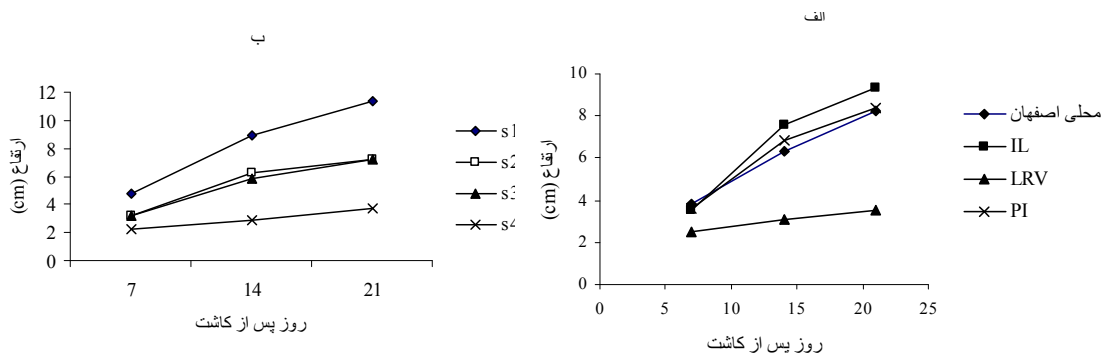 الف
10
8
6
4
2
0
ارتفاع (cm)
0 5 10 15 20 25
روز پس از کاشت
محلی اصفهان
IL
LRV
PI
ب
12
10
8
6
4
2
0
ارتفاع (cm)
7 14 21
روز پس از کاشت
s1
s2
s3
s4